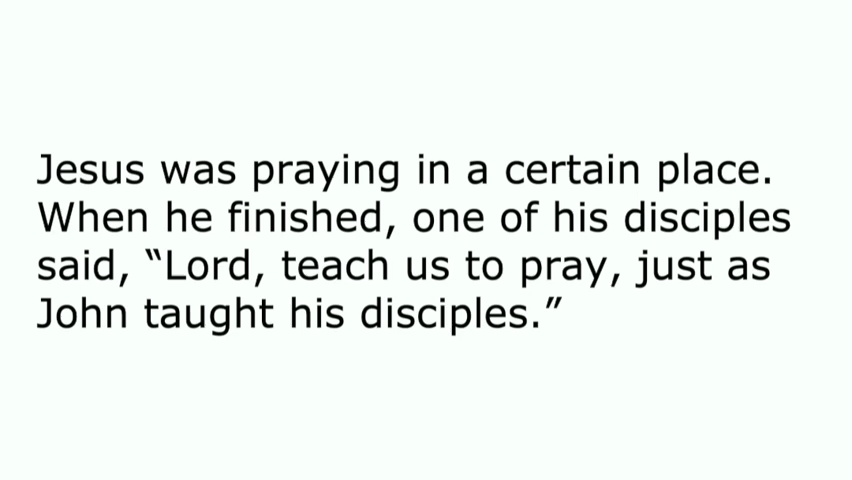 Jesus was praying in a certain place.
When he finished, one of his disciples
said, “Lord, teach us to pray, just as
John taught his disciples.”